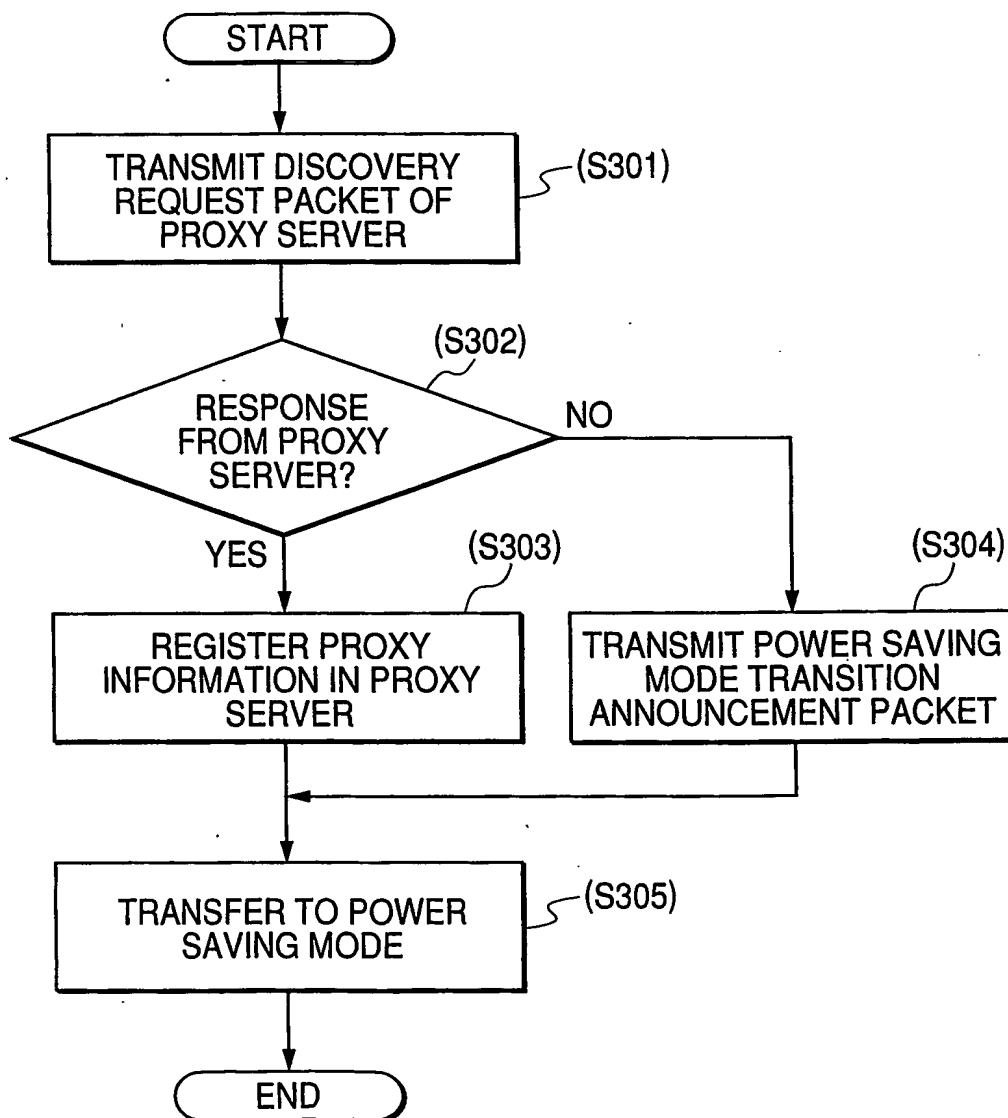 START
TRANSMIT DISCOVERY
REQUEST PACKET OF
PROXY SERVER
(S301)
(S302)
RESPONSE
FROM PROXY
SERVER?
NO
YES
(S303)
(S304)
REGISTER PROXY
INFORMATION IN PROXY
SERVER
TRANSMIT POWER SAVING
MODE TRANSITION
ANNOUNCEMENT PACKET
TRANSFER TO POWER
SAVING MODE
(S305)
END